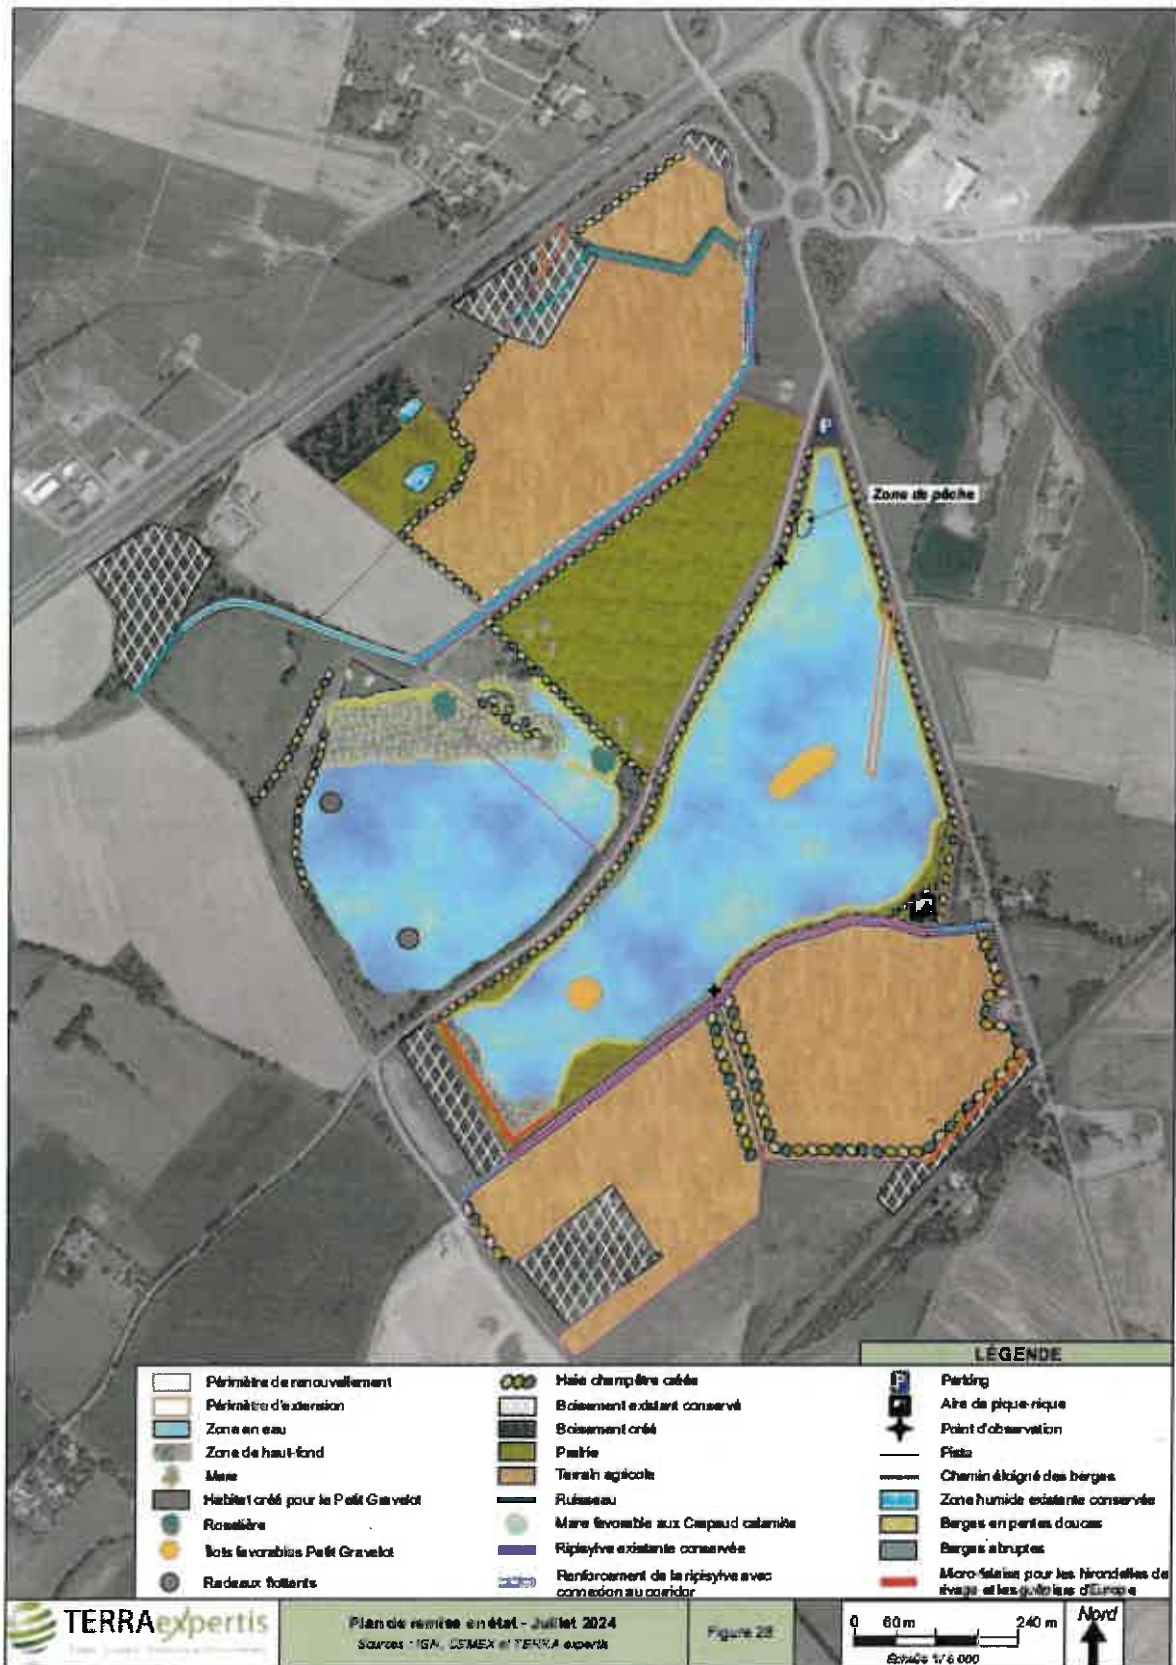 P
Zone de pêche
LÉGENDE
Périmètre de renouvellement
Périmètre d'extension
Zone en eau
Zone de haut-fond
Mare
Habitat créé pour le Petit Gravelot
Roselière
Ilots favorables Petit Gravelot
Radeaux flottants
Haie champêtre créée
Boisement existant conservé
Boisement créé
Prairie
Terrain agricole
Ruisseau
Mare favorable aux Crapaud calamite
Ripisylve existante conservée
Renforcement de la ripisylve avec
connexion au corridor
P
Parking
Aire de pique-nique
Point d'observation
Piste
Chemin éloigné des berges
Zone humide existante conservée
Berges en pentes douces
Berges abruptes
Micro-falaise pour les hirondelles de
rivage et les guêpiers d'Europe
TERRA expertis
Plan de remise en état - Juillet 2024
Sources : IGN, CEMEX et TERRA expertis
Figure 28
0 60 m 240 m
Échelle 1/ 6 000
Nord